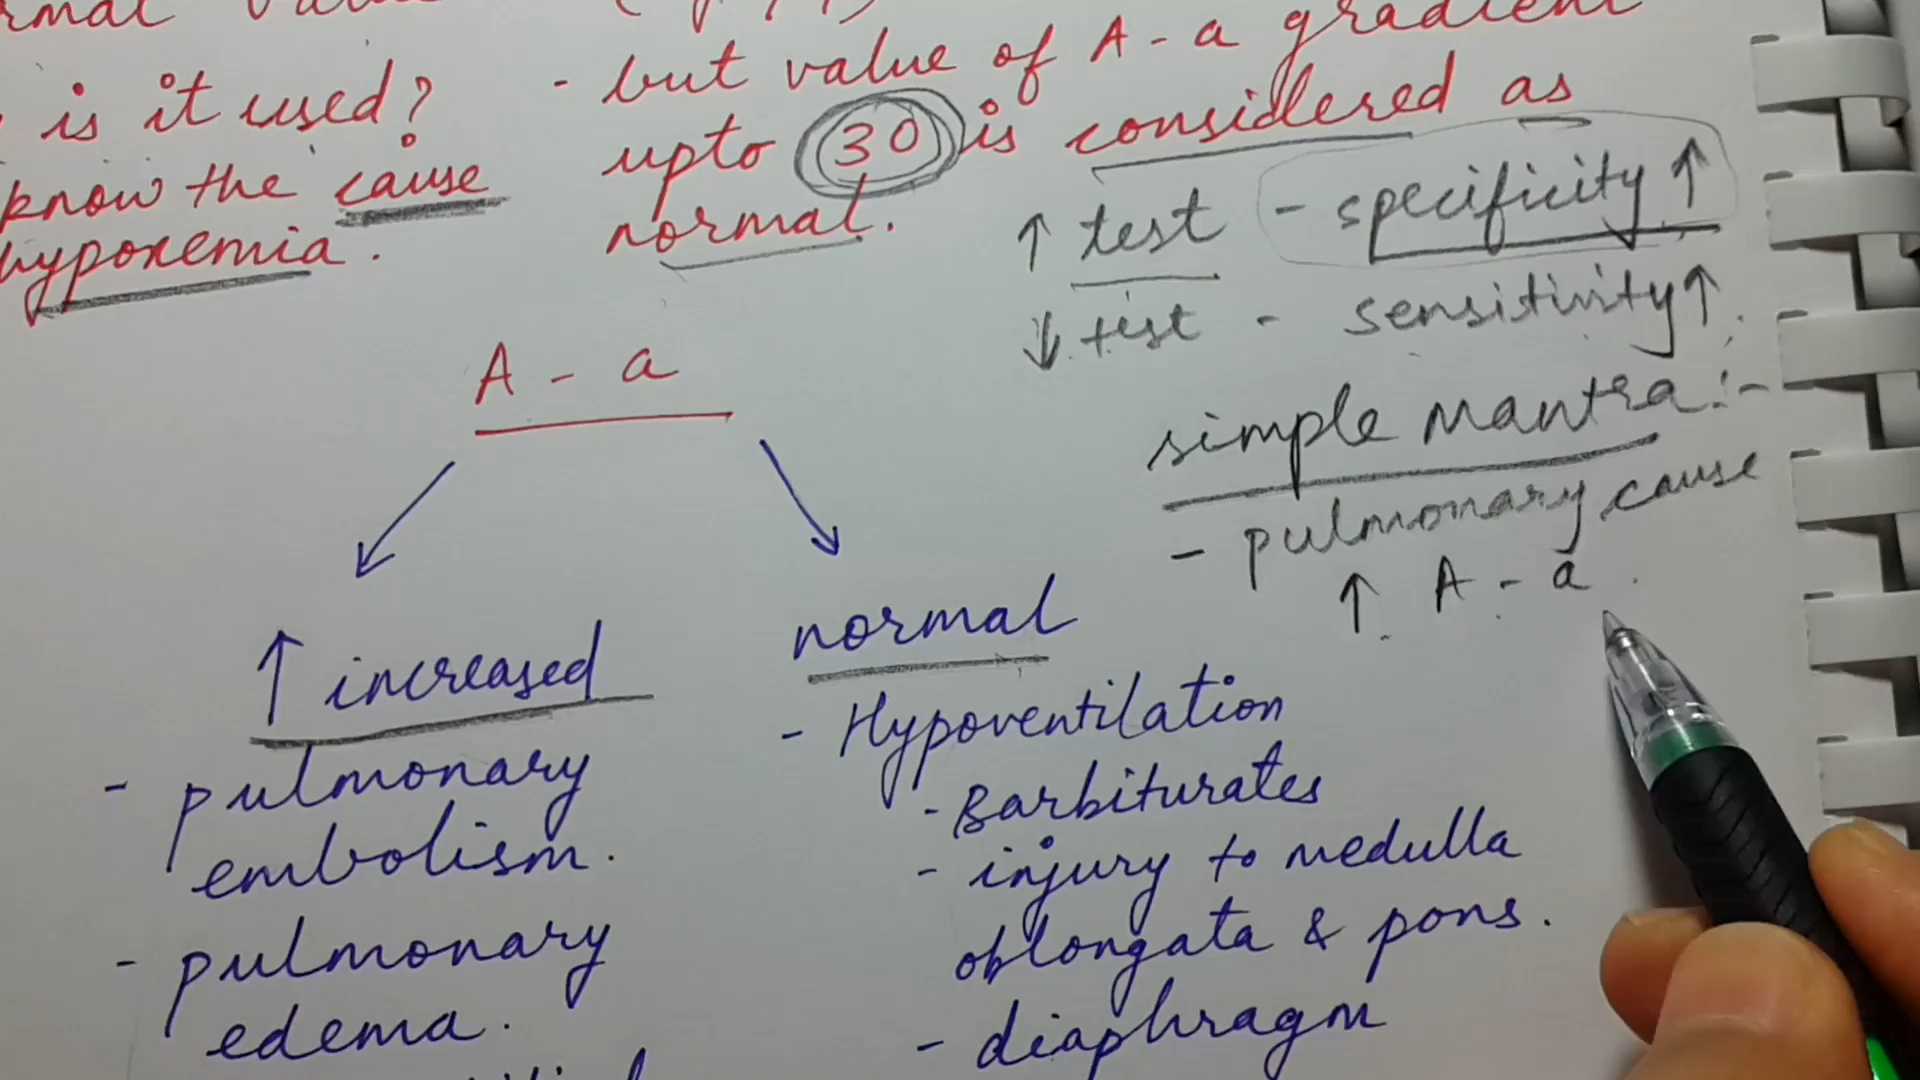 is it used?
know the cause
hypoxemia.
- but value of A - a gradient
upto 30 is considered as
normal.
↑ test - specificity ↑
↓ test - sensitivity ↑
A - a
simple Mantra :-
- pulmonary cause
↑ A - a
↑ increased
- pulmonary
embolism.
- pulmonary
edema.
normal
- Hypoventilation
- Barbiturates
- injury to medulla
oblongata & pons.
- diaphragm